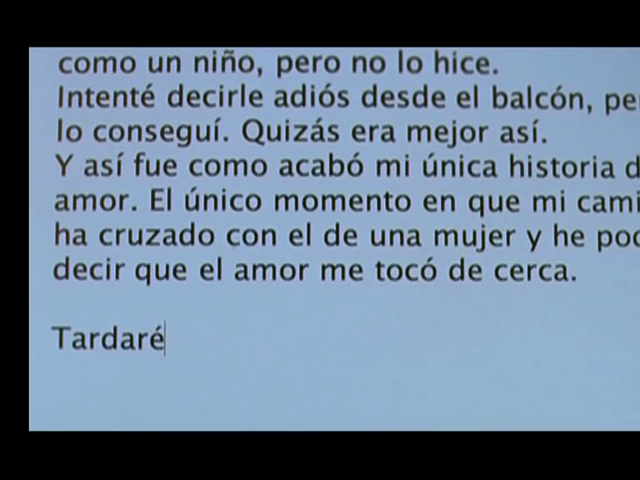 como un niño, pero no lo hice.
Intenté decirle adiós desde el balcón, pe
lo conseguí. Quizás era mejor así.
Y así fue como acabó mi única historia d
amor. El único momento en que mi cami
ha cruzado con el de una mujer y he pod
decir que el amor me tocó de cerca.
Tardaré